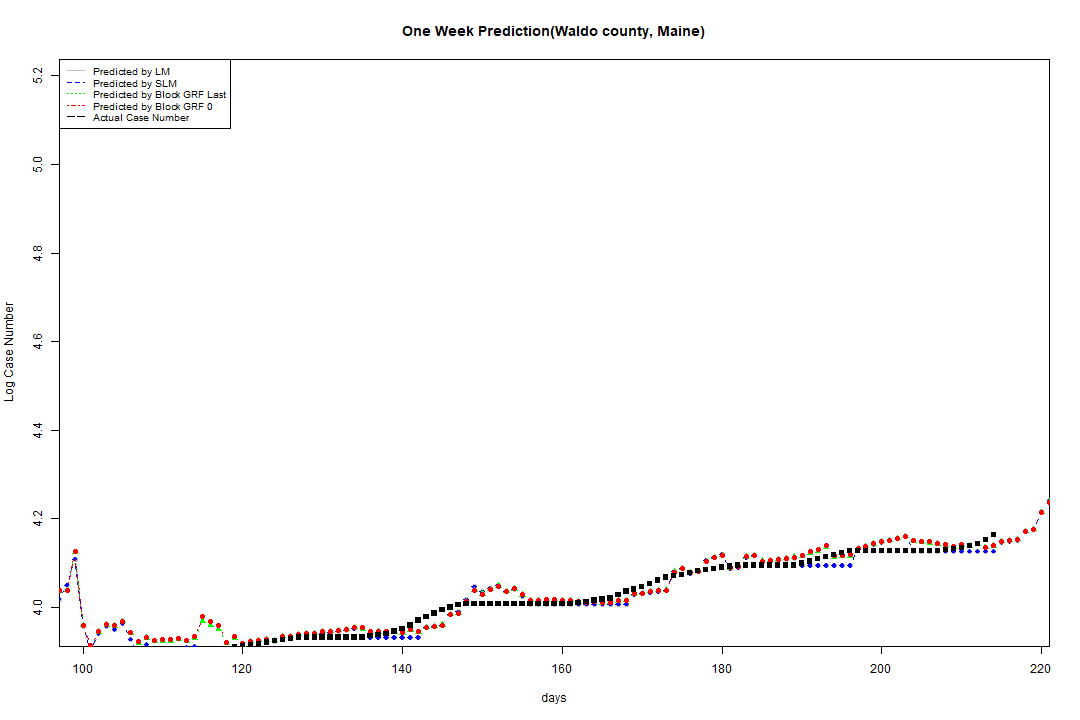 One Week Prediction(Waldo county, Maine)
Predicted by LM
Predicted by SLM
Predicted by Block GRF Last
Predicted by Block GRF 0
Actual Case Number
Log Case Number
5.2
5.0
4.8
4.6
4.4
4.2
4.0
100 120 140 160 180 200 220
days